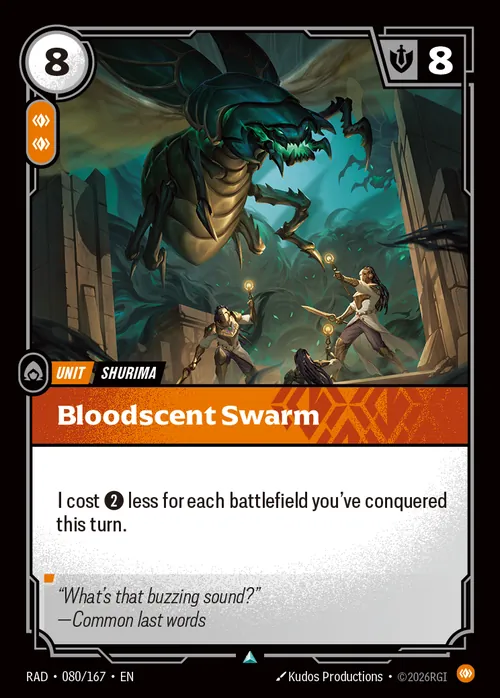 8
8
UNIT
SHURIMA
Bloodscent Swarm
I cost 2 less for each battlefield you've conquered
this turn.
“What's that buzzing sound?”
—Common last words
RAD • 080/167 • EN
Kudos Productions • ©2026RGI